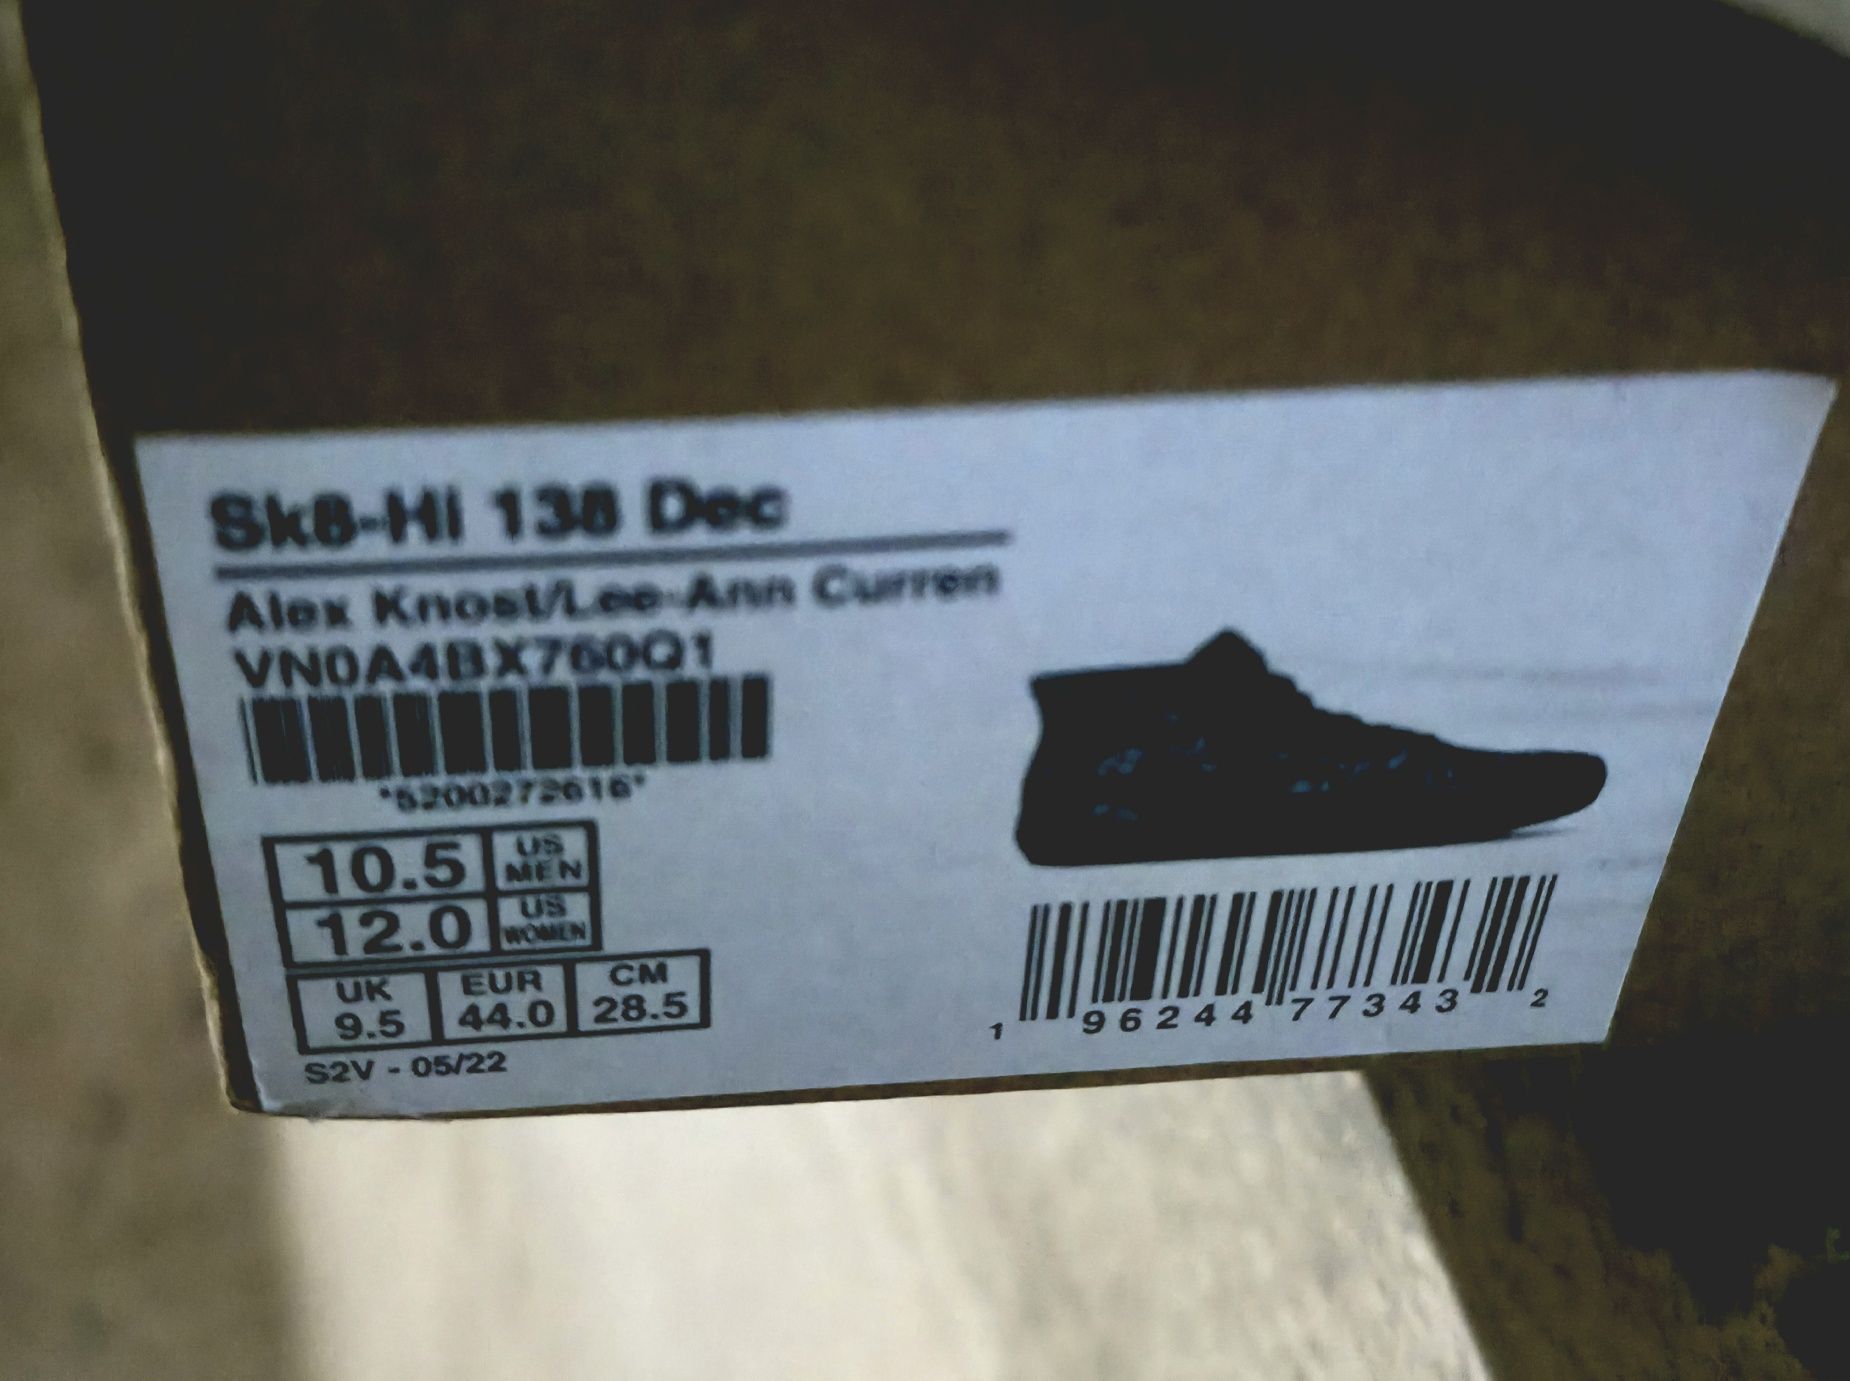 Sk8-Hi 138 Dec
Alex Knost/Lee-Ann Curren
VN0A4BX760Q1
*5200272616*
10.5 US MEN
12.0 US WOMEN
UK EUR CM
9.5 44.0 28.5
S2V - 05/22
1 96244 77343 2